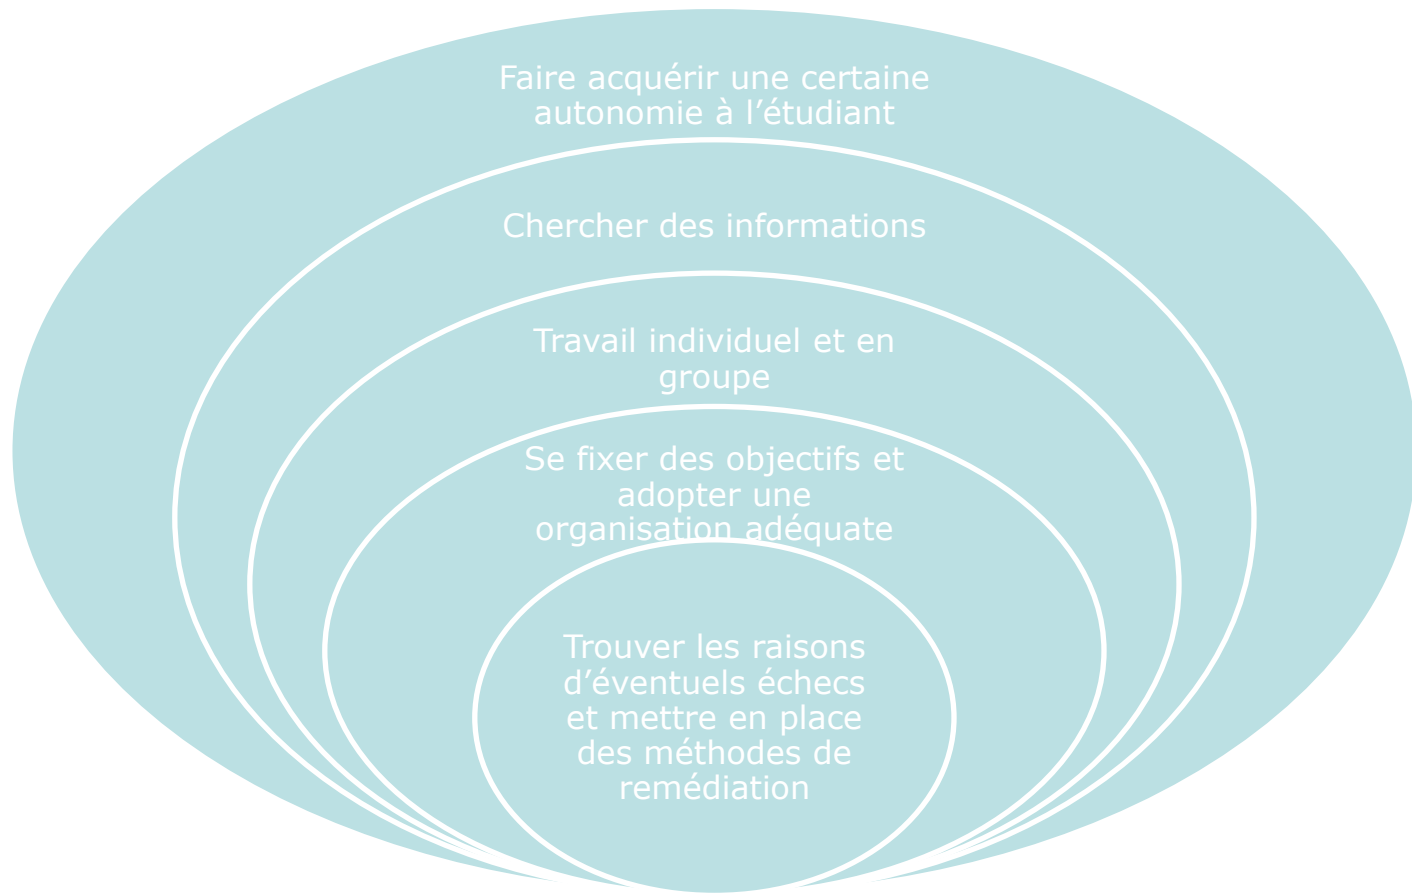 Faire acquérir une certaine
autonomie à l’étudiant
Chercher des informations
Travail individuel et en
groupe
Se fixer des objectifs et
adopter une
organisation adéquate
Trouver les raisons
d’éventuels échecs
et mettre en place
des méthodes de
remédiation